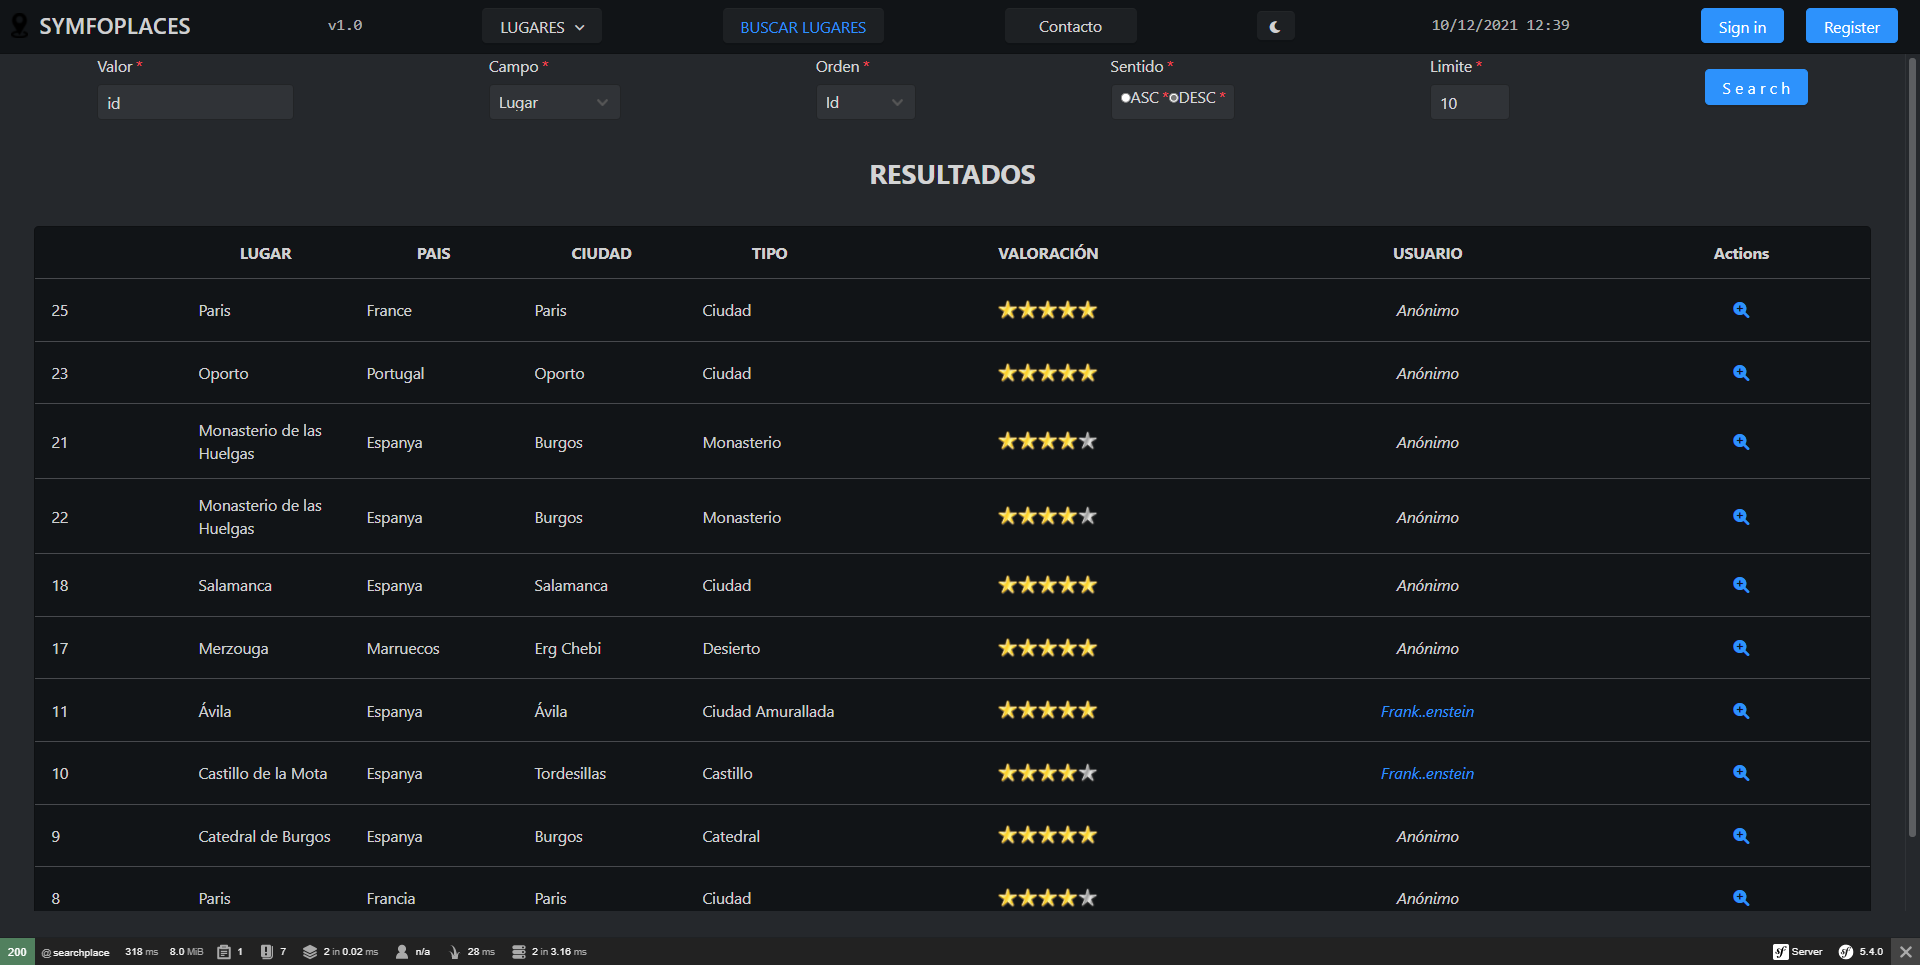 SYMFOPLACES v1.0 LUGARES BUSCAR LUGARES Contacto 10/12/2021 12:39 Sign in Register
Valor * Campo * Orden * Sentido * Limite *
id Lugar Id ASC * DESC * 10 Search
RESULTADOS
LUGAR PAIS CIUDAD TIPO VALORACIÓN USUARIO Actions
25 Paris France Paris Ciudad Anónimo
23 Oporto Portugal Oporto Ciudad Anónimo
21 Monasterio de las Huelgas Espanya Burgos Monasterio Anónimo
22 Monasterio de las Huelgas Espanya Burgos Monasterio Anónimo
18 Salamanca Espanya Salamanca Ciudad Anónimo
17 Merzouga Marruecos Erg Chebi Desierto Anónimo
11 Ávila Espanya Ávila Ciudad Amurallada Frank..enstein
10 Castillo de la Mota Espanya Tordesillas Castillo Frank..enstein
9 Catedral de Burgos Espanya Burgos Catedral Anónimo
8 Paris Francia Paris Ciudad Anónimo
200 @ searchplace 318 ms 8.0 MiB 1 7 2 in 0.02 ms n/a 28 ms 2 in 3.16 ms sf Server sf 5.4.0